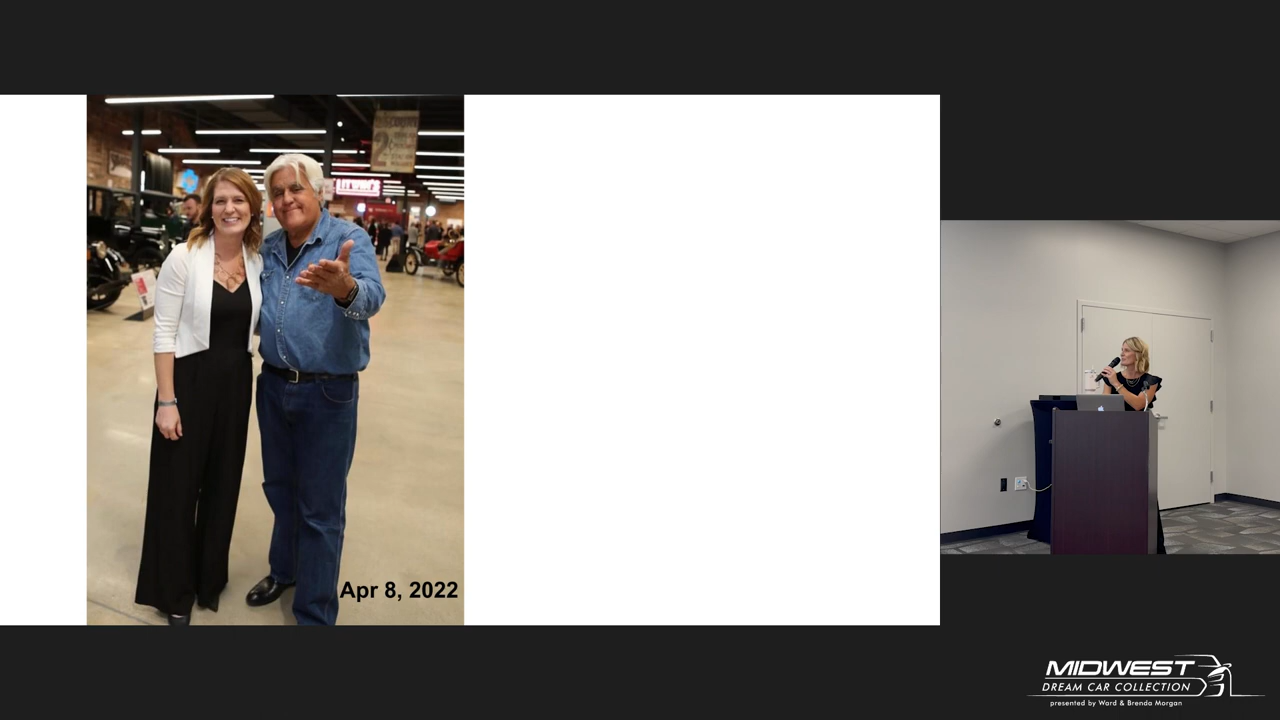 Apr 8, 2022
MIDWEST
DREAM CAR COLLECTION
presented by Ward & Brenda Morgan